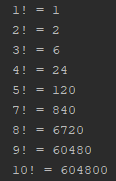 1! = 1
2! = 2
3! = 6
4! = 24
5! = 120
7! = 840
8! = 6720
9! = 60480
10! = 604800